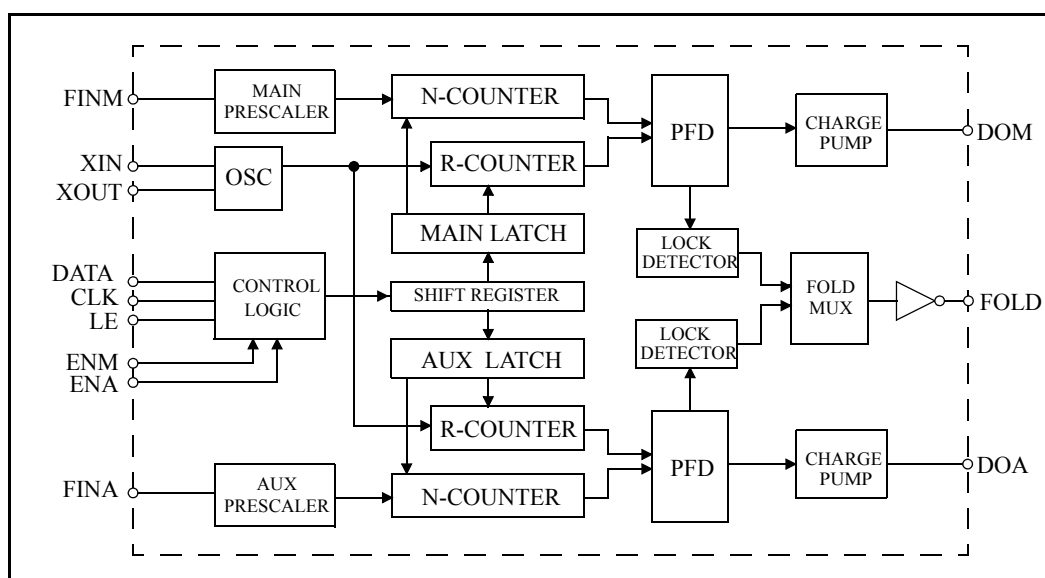 FINM
MAIN
PRESCALER
N-COUNTER
PFD
CHARGE
PUMP
DOM
XIN
XOUT
OSC
R-COUNTER
MAIN LATCH
LOCK
DETECTOR
DATA
CLK
LE
CONTROL
LOGIC
SHIFT REGISTER
FOLD
MUX
FOLD
ENM
ENA
AUX LATCH
LOCK
DETECTOR
R-COUNTER
FINA
AUX
PRESCALER
N-COUNTER
PFD
CHARGE
PUMP
DOA